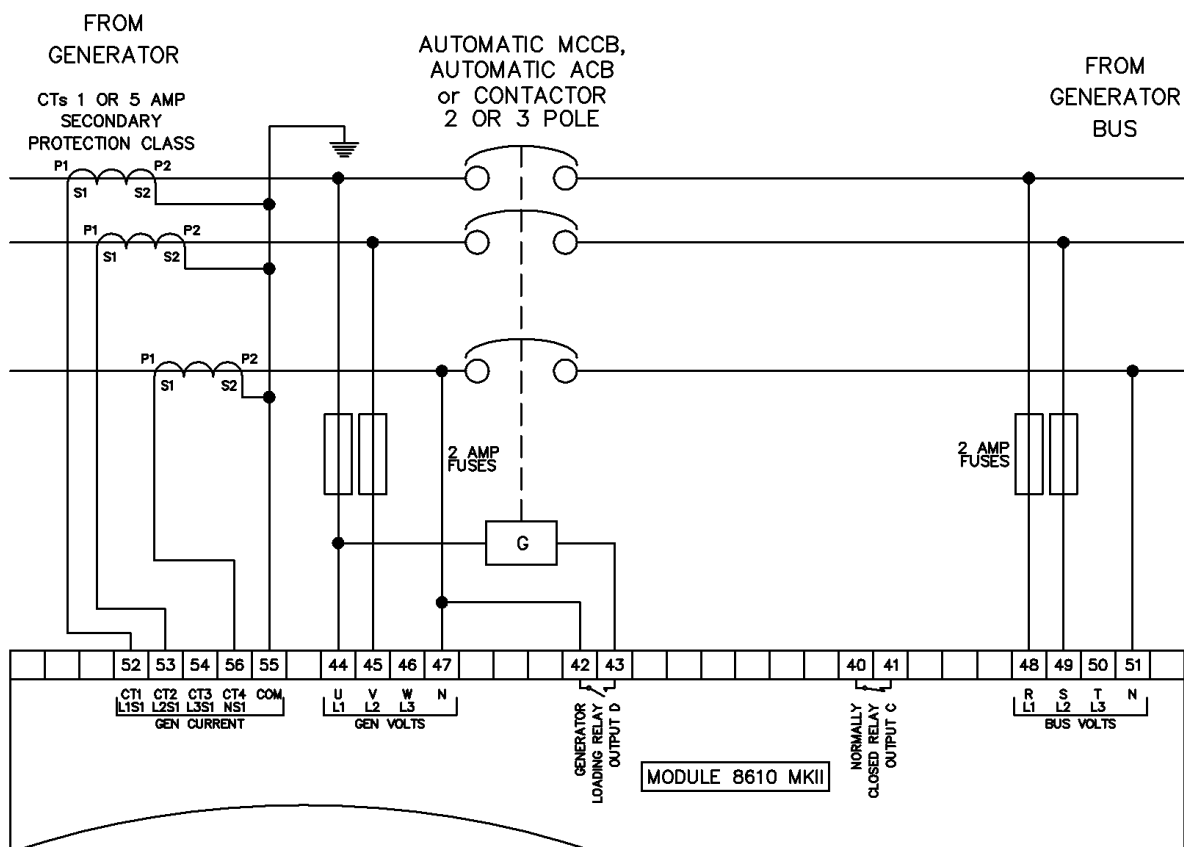 FROM
GENERATOR
CTs 1 OR 5 AMP
SECONDARY
PROTECTION CLASS
AUTOMATIC MCCB,
AUTOMATIC ACB
or CONTACTOR
2 OR 3 POLE
FROM
GENERATOR
BUS
P1 P2
S1 S2
P1 P2
S1 S2
P1 P2
S1 S2
2 AMP
FUSES
2 AMP
FUSES
G
52 53 54 56 55 44 45 46 47 42 43 40 41 48 49 50 51
CT1 CT2 CT3 CT4 COM
L1S1 L2S1 L3S1 NS1
GEN CURRENT
U V W N
L1 L2 L3
GEN VOLTS
GENERATOR
LOADING RELAY
OUTPUT D
NORMALLY
CLOSED RELAY
OUTPUT C
R S T N
L1 L2 L3
BUS VOLTS
MODULE 8610 MKII